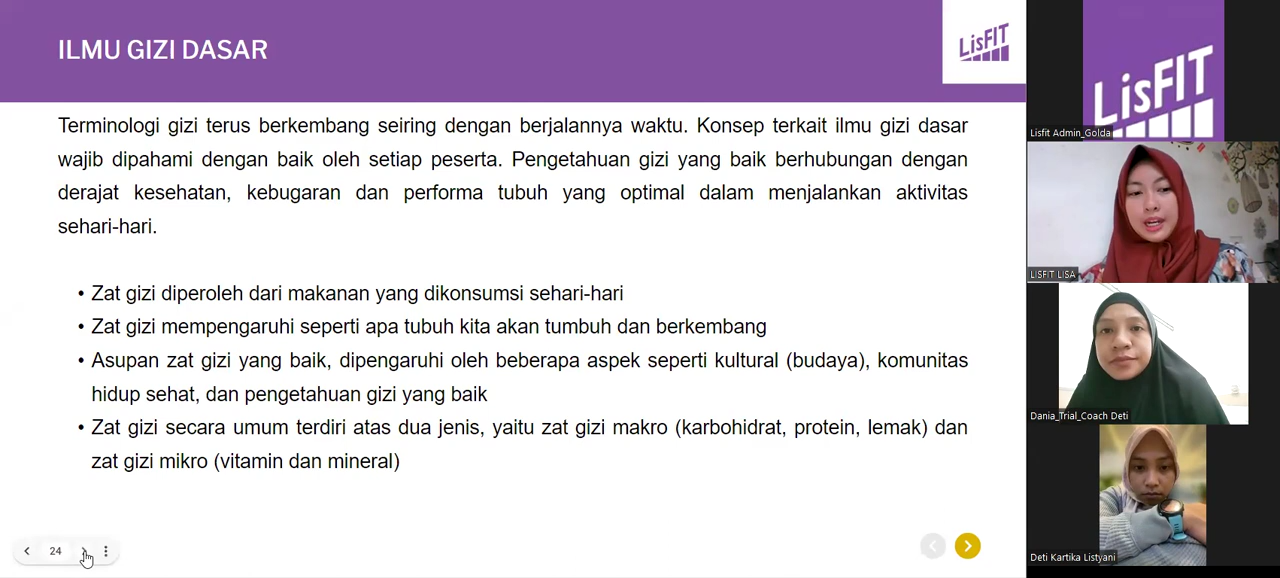 ILMU GIZI DASAR
LisFIT
Terminologi gizi terus berkembang seiring dengan berjalannya waktu. Konsep terkait ilmu gizi dasar
wajib dipahami dengan baik oleh setiap peserta. Pengetahuan gizi yang baik berhubungan dengan
derajat kesehatan, kebugaran dan performa tubuh yang optimal dalam menjalankan aktivitas
sehari-hari.
• Zat gizi diperoleh dari makanan yang dikonsumsi sehari-hari
• Zat gizi mempengaruhi seperti apa tubuh kita akan tumbuh dan berkembang
• Asupan zat gizi yang baik, dipengaruhi oleh beberapa aspek seperti kultural (budaya), komunitas
hidup sehat, dan pengetahuan gizi yang baik
• Zat gizi secara umum terdiri atas dua jenis, yaitu zat gizi makro (karbohidrat, protein, lemak) dan
zat gizi mikro (vitamin dan mineral)
24
LisFIT
Lisfit Admin_Golda
LISFIT LISA
Dania_Trial_Coach Deti
Deti Kartika Listyani